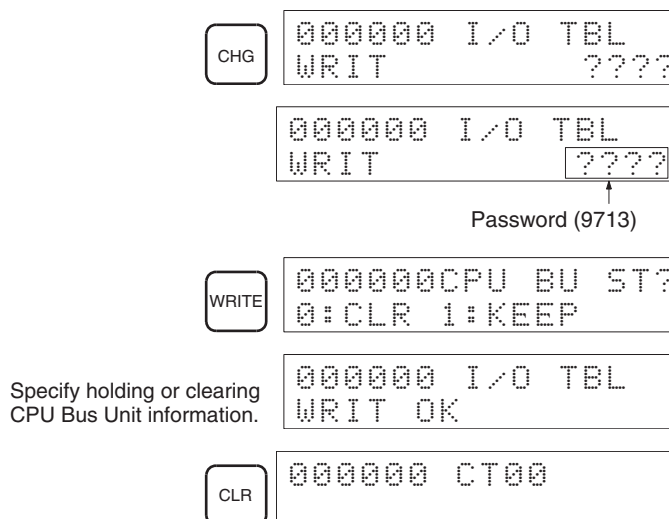 CHG
000000 I/O TBL
WRIT ????
000000 I/O TBL
WRIT ????
Password (9713)
WRITE
000000CPU BU ST?
0:CLR 1:KEEP
Specify holding or clearing
CPU Bus Unit information.
000000 I/O TBL
WRIT OK
CLR
000000 CT00